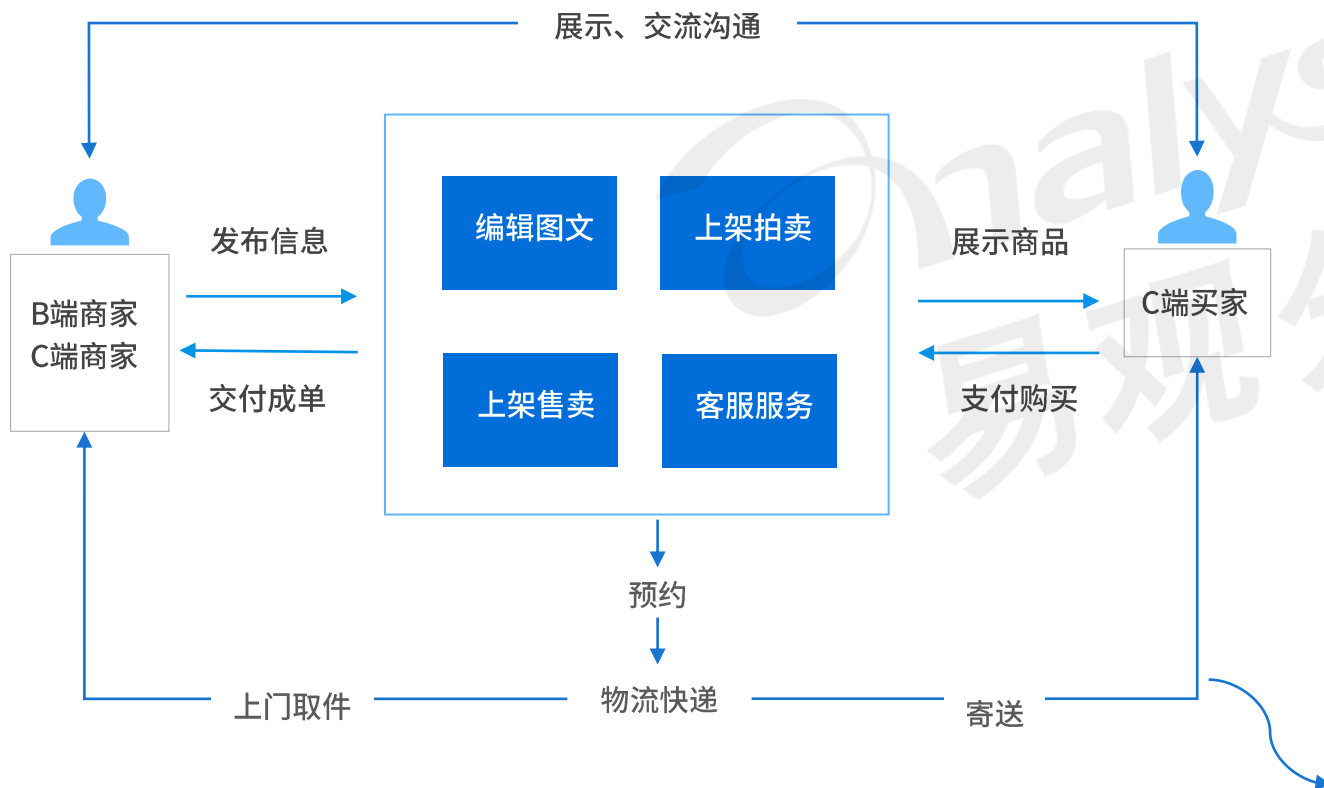 展示、交流沟通
编辑图文
上架拍卖
发布信息
展示商品
B端商家
C端商家
C端买家
交付成单
上架售卖
客服服务
支付购买
预约
上门取件
物流快递
寄送
nalys
易观分